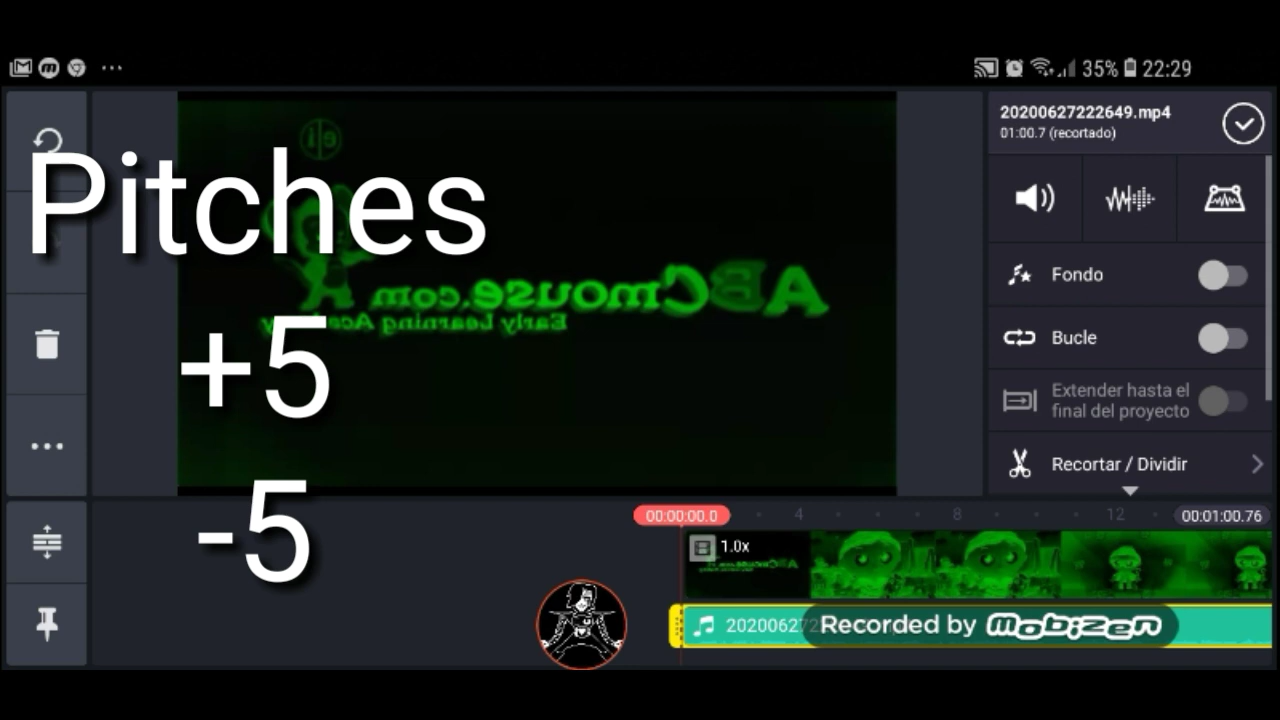 35% 22:29
20200627222649.mp4
01:00.7 (recortado)
Pitches
+5
-5
ABCmouse.com
Early Learning Academy
Fondo
Bucle
Extender hasta el
final del proyecto
Recortar / Dividir
00:00:00.0
4
8
12
00:01:00.76
1.0x
2020062
Recorded by mobizen